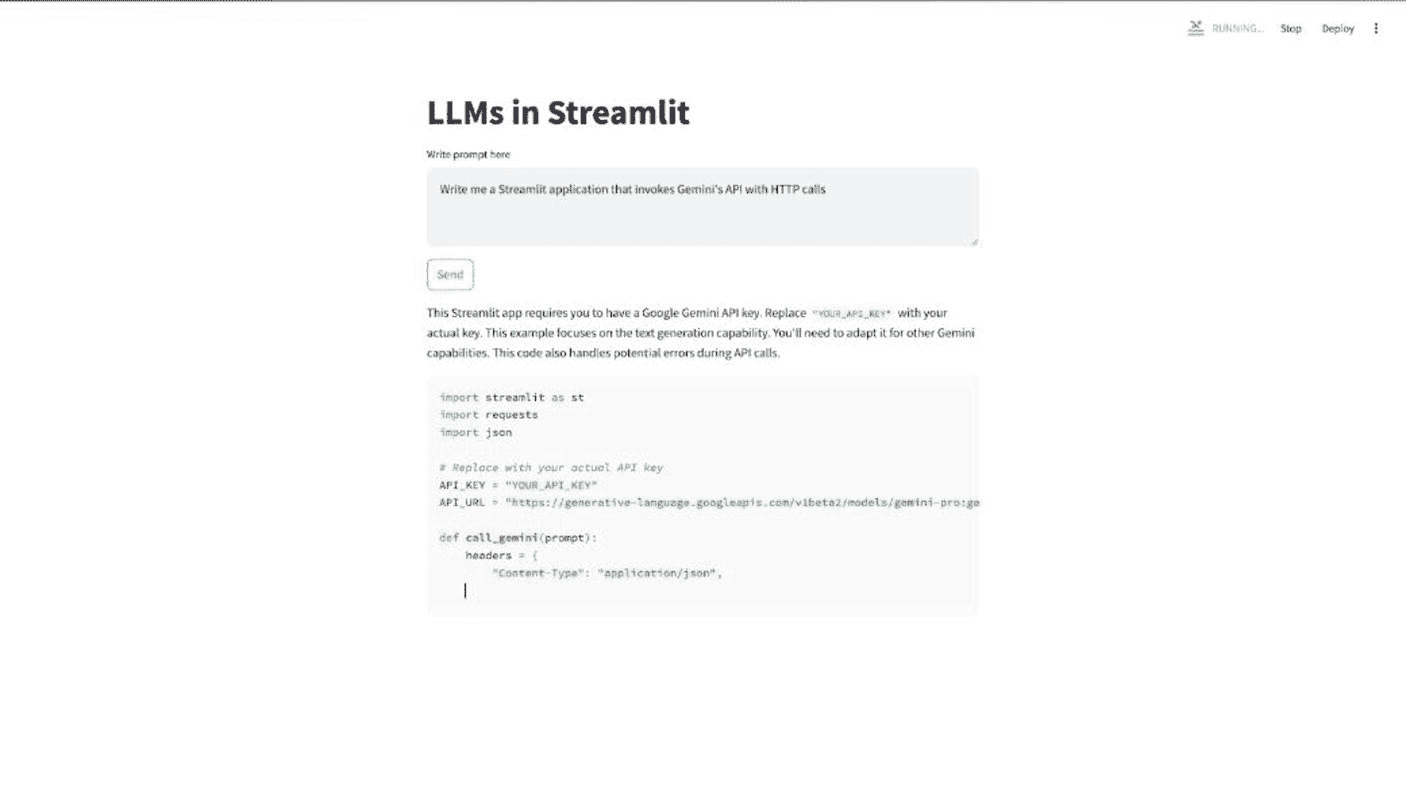 RUNNING... Stop Deploy
LLMs in Streamlit
Write prompt here
Write me a Streamlit application that invokes Gemini's API with HTTP calls
Send
This Streamlit app requires you to have a Google Gemini API key. Replace "YOUR_API_KEY" with your
actual key. This example focuses on the text generation capability. You'll need to adapt it for other Gemini
capabilities. This code also handles potential errors during API calls.
import streamlit as st
import requests
import json
# Replace with your actual API key
API_KEY = "YOUR_API_KEY"
API_URL = "https://generative-language.googleapis.com/v1beta2/models/gemini-pro:ge
def call_gemini(prompt):
headers = {
"Content-Type": "application/json",